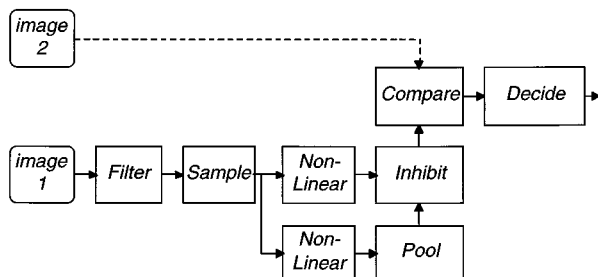 image
2
Compare
Decide
image
1
Filter
Sample
Non-
Linear
Inhibit
Non-
Linear
Pool